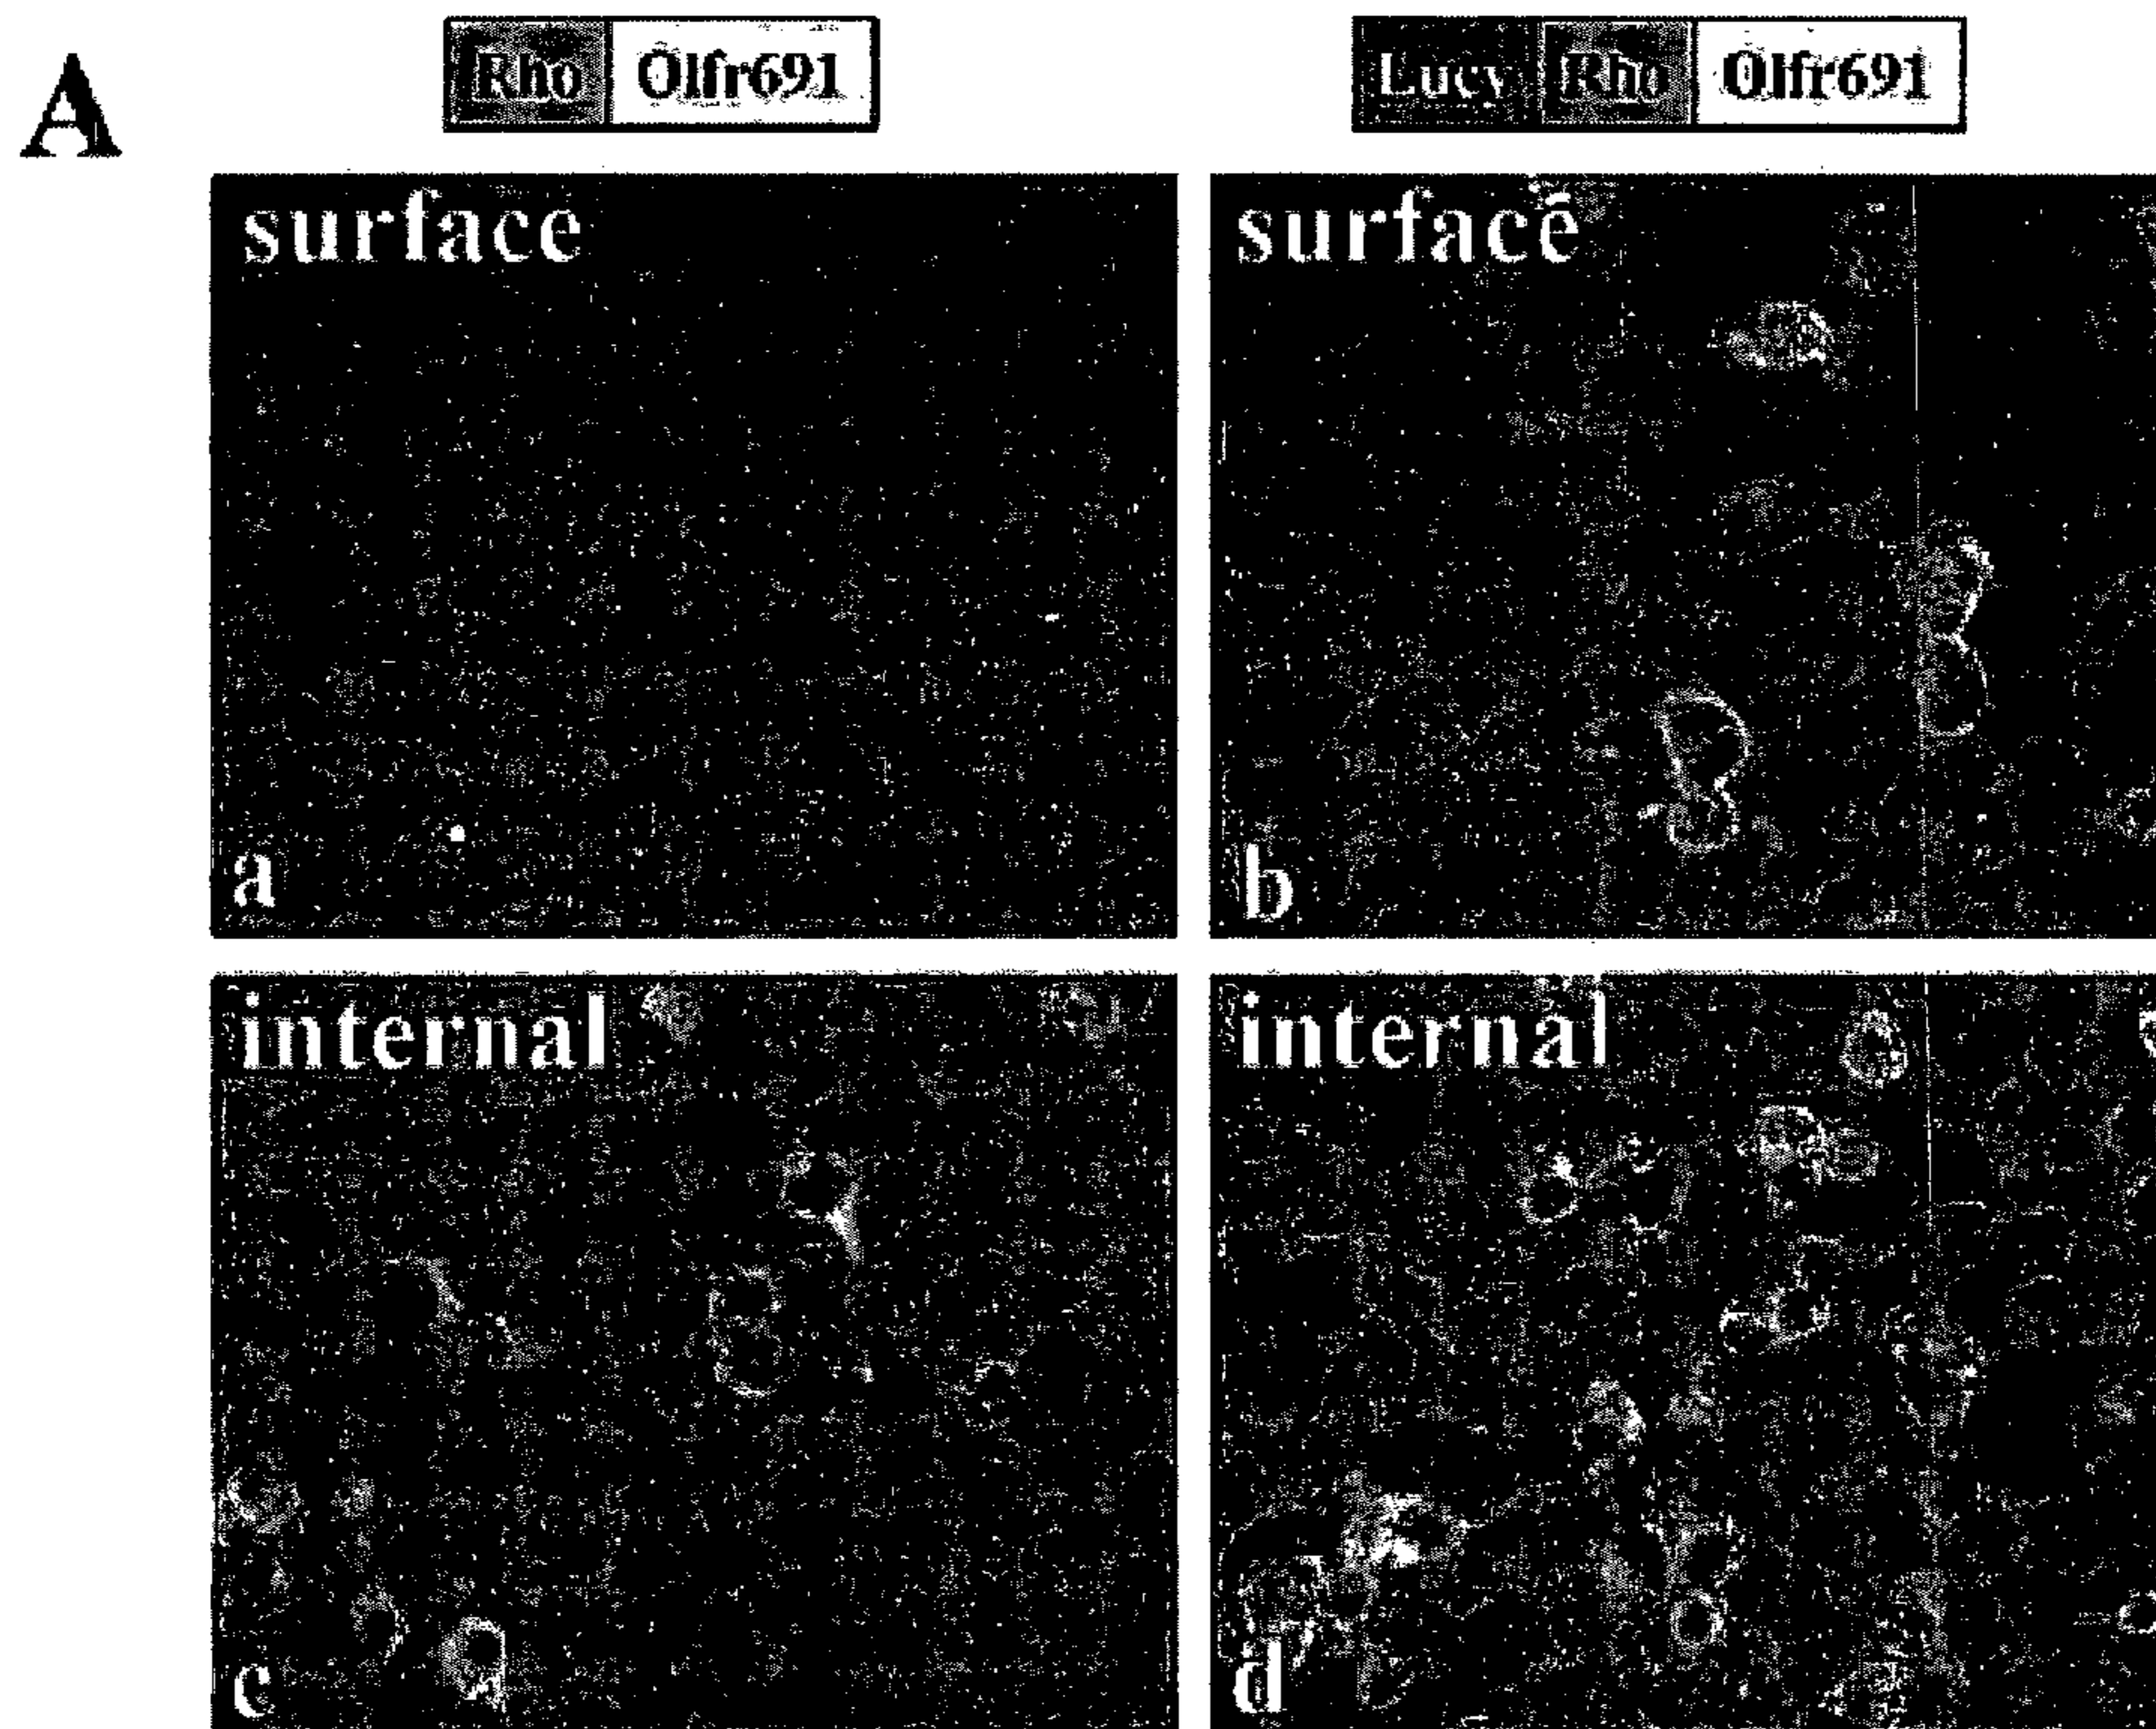 A
Rho Olfr691
Lucy Rho Olfr691
surface
surface
a
b
internal
internal
c
d